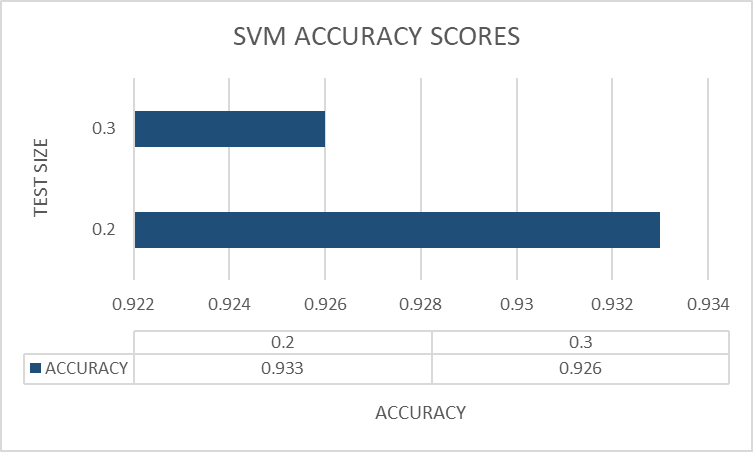 SVM ACCURACY SCORES
TEST SIZE
0.3
0.2
0.922 0.924 0.926 0.928 0.93 0.932 0.934
0.2 0.3
ACCURACY 0.933 0.926
ACCURACY